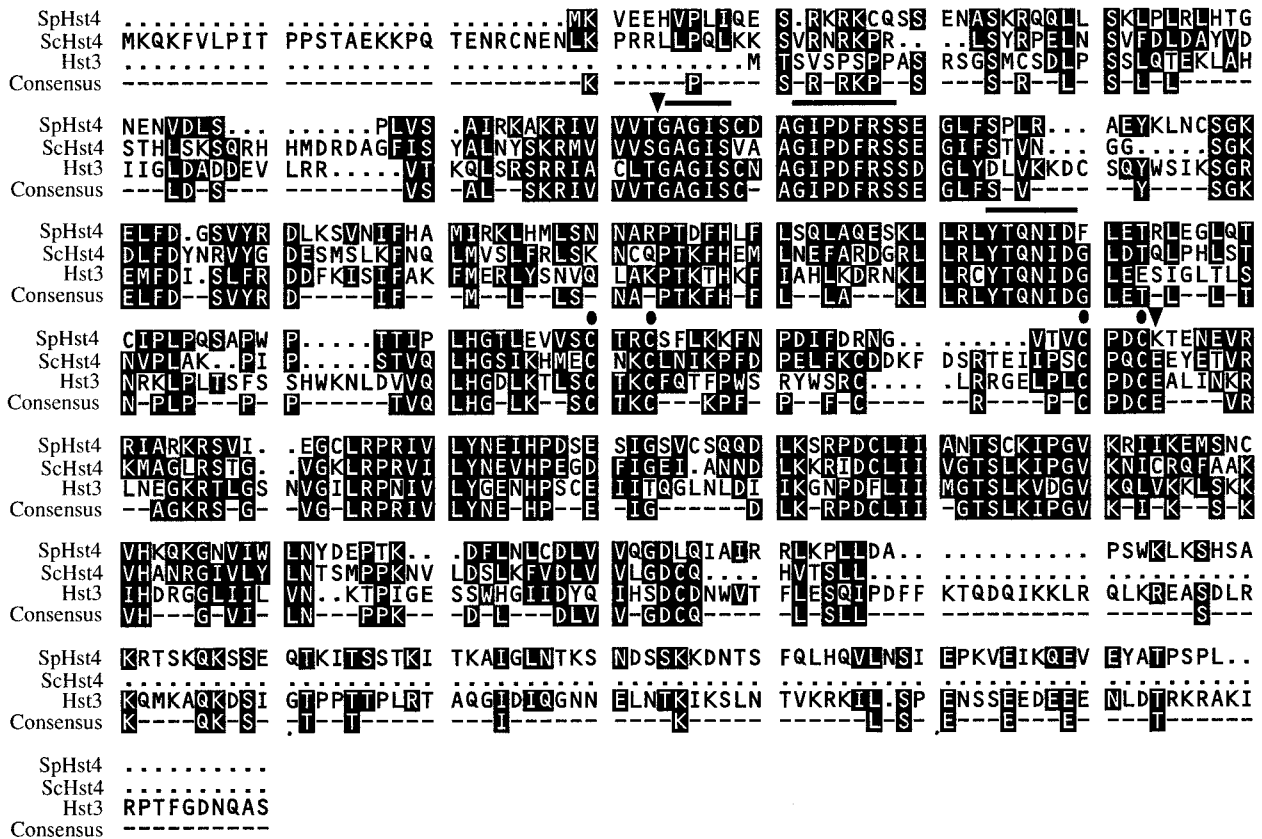 SpHst4 .......... .......... .......... ........MK VEEHVPLIQE S.RKRKCQSS ENASKRQQLL SKLPLRLHTG
ScHst4 MKQKFVLPIT PPSTAEKKPQ TENRCNENLK PRRLLPQLKK SVRNRKPR.. .LSYRPELN SVFDLDAYVD
Hst3 .......... .......... .......... .........M TSVSPSPPAS RSGSMCSDLP SSLQTEKLAH
Consensus ---------- ---------- ---------K- -----P---- --R-RKP--S ---S-R--L- -S--L-----
SpHst4 NENVDLS... ......PLVS .AIRKAKRIV VVTGAGISCD AGIPDFRSSE GLFSPLR... AEYKLNCSGK
ScHst4 STHLSKSQRH HMDRDAGFIS YALNYSKRMV VVSGAGISVA AGIPDFRSSE GIFSTVN... GG.....SGK
Hst3 IIGLDADDEV LRR.....VT KQLSRSRRIA CLTGAGISCN AGIPDFRSSD GLYDLVKKDC SQYWSIKSGR
Consensus ---LD-S--- --------VS -AL--SKRIV VVTGAGISC- AGIPDFRSSE GLFS-V---- --Y----SGK
SpHst4 ELFD.GSVYR DLKSVNIFHA MIRKLHMLSN NARPTDFHLF LSQLAQESKL LRLYTQNIDF LETRLEGLQT
ScHst4 DLFDYNRVYG DESMSLKFNQ LMVSLFRLSK NCQPTKFHEM LNEFARDGRL LRLYTQNIDG LDTQLPHLST
Hst3 EMFDI.SLFR DDFKISIFAK FMERLYSNVQ LAKPTKTHKF IAHLKDRNKL LRCYTQNIDG LEESIGLTLS
Consensus ELFD--SVYR D-----IF-- -M--L--LS- NA-PTKFH-F L--LA---KL LRLYTQNIDG LET-L--L-T
SpHst4 CIPLPQSAPW P.....TTIP LHGTLEVVSC TRCSFLKKFN PDIFDRNG.. ......VTVC PDCKTENEVR
ScHst4 NVPLAK..PI P.....STVQ LHGSIKHMEC NKCLNIKPFD PELFKCDDKF DSRTEIIPSC PQCEEYETVR
Hst3 NRKLPLTSFS SHWKNLDVVQ LHGDLKTLSC TKCFQTFPWS RYWSRC.... .LRRGELPLC PDCEALINKR
Consensus N-PLP---P- P-----TVQ LHG-LK--SC TKC---KPF- P--F-C---- ---R----P-C PDCE----VR
SpHst4 RIARKRSVI. .EGCLRPRIV LYNEIHPDSE SIGSVCSQQD LKSRPDCLII ANTSCKIPGV KRIIKEMSNC
ScHst4 KMAGLRSTG. .VGKLRPRVI LYNEVHPEGD FIGEI.ANND LKKRIDCLII VGTSLKIPGV KNICRQFAAK
Hst3 LNEGKRTLGS NVGILRPNIV LYGENHPSCE IITQGLNLDI IKGNPDFLII MGTSLKVDGV KQLVKKLSKK
Consensus --AGKRS-G- -VG-LRPRIV LYNE-HP--E -IG------D LK-RPDCLII -GTSLKIPGV K-I-K--S-K
SpHst4 VHKQKGNVIW LNYDEPTK.. .DFLNLCDLV VQGDLQIAIR RLKPLLDA.. .......... PSWKLKSHSA
ScHst4 VHANRGIVLY LNTSMPPKNV LDSLKFVDLV VLGDCQ.... HVTSLL.... .......... ..........
Hst3 IHDRGGLIIL VN..KTPIGE SSWHGIIDYQ IHSDCDNWVT FLESQIPDFF KTQDQIKKLR QLKREASDLR
Consensus VH---G-VI- LN---PPK-- -D-L---DLV V-GDCQ---- -L-SLL---- ---------- ------S---
SpHst4 KRTSKQKSSE QTKITSSTKI TKAIGLNTKS NDSSKKDNTS FQLHQVLNSI EPKVEIKQEV EYATPSPL..
ScHst4 .......... .......... .......... .......... .......... .......... ..........
Hst3 KQMKAQKDSI GTPPTTPLRT AQGIDIQGNN ELNTKIKSLN TVKRKIL.SP ENSSEEDEEE NLDTRKRAKI
Consensus K----QK-S- -T--T----- ---I------ ----K----- ------L-S- E---E---E- ---T------
SpHst4 ..........
ScHst4 ..........
Hst3 RPTFGDNQAS
Consensus ----------